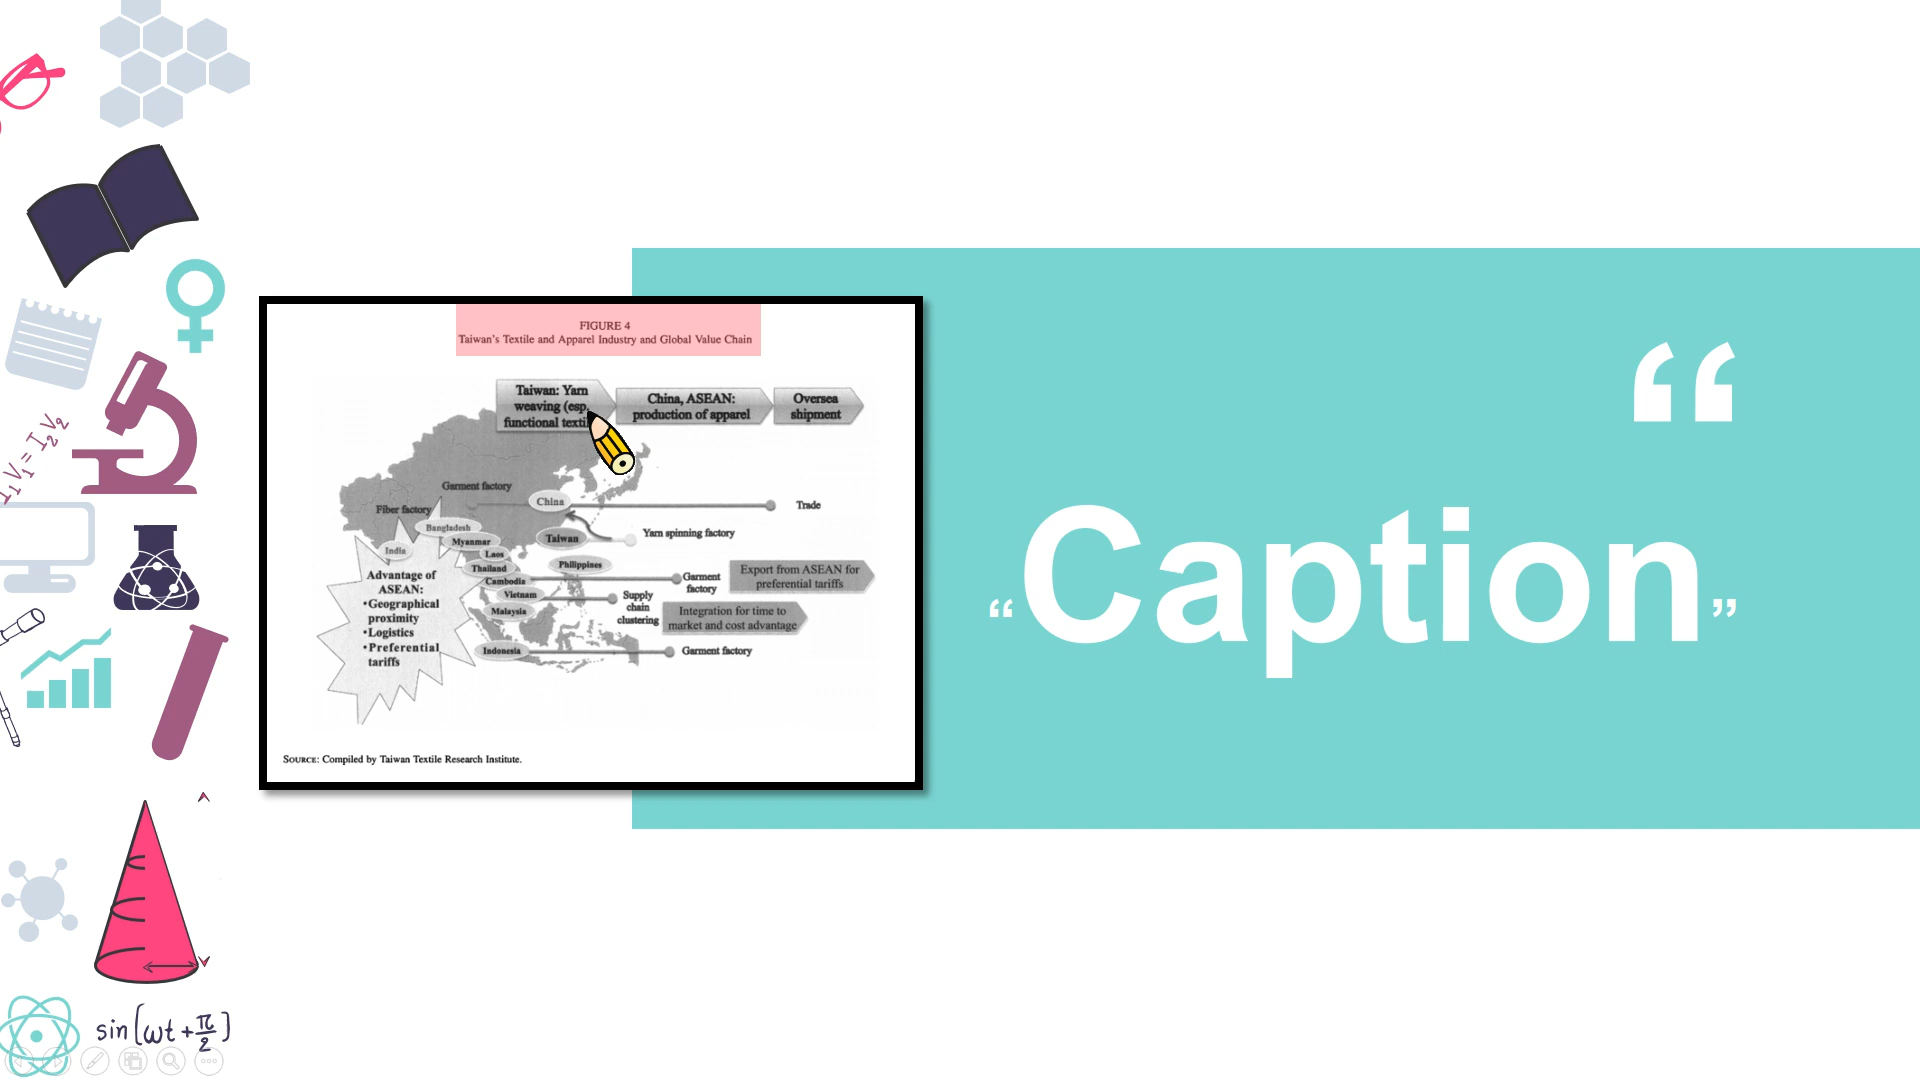 FIGURE 4
Taiwan's Textile and Apparel Industry and Global Value Chain
Taiwan: Yarn
weaving (esp.
functional
China, ASEAN:
production of apparel
Oversea
shipment
Garment factory
China
Trade
Fiber factory
Bangladesh
Myanmar
Taiwan
Yarn spinning factory
India
Laos
Thailand
Philippines
Cambodia
Garment
factory
Export from ASEAN for
preferential tariffs
Vietnam
Supply
chain
clustering
Malaysia
Integration for time to
market and cost advantage
Indonesia
Garment factory
Advantage of
ASEAN:
•Geographical
proximity
•Logistics
•Preferential
tariffs
SOURCE: Compiled by Taiwan Textile Research Institute.
“
“Caption”
I₁V₁=I₂V₂
sin(ωt+π/2)